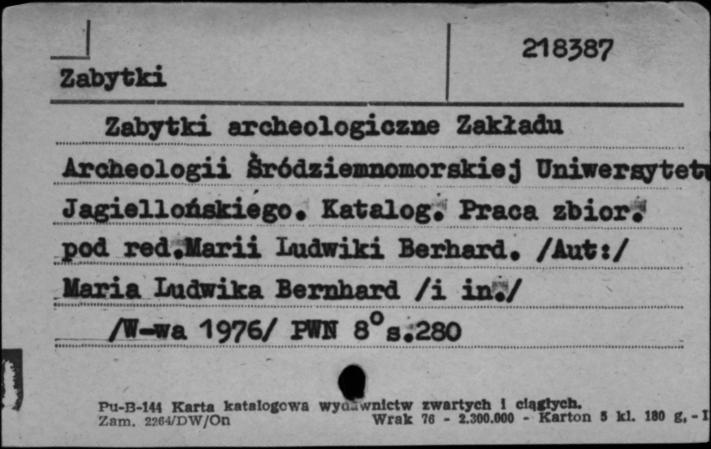 218387
Zabytki
Zabytki archeologiczne Zakładu
Archeologii Śródziemnomorskiej Uniwersytetu
Jagiellońskiego. Katalog. Praca zbior.
pod red.Marii Ludwiki Berhard. /Aut:/
Maria Ludwika Bernhard /i in./
/W-wa 1976/ PWN 8° s.280
Pu-B-144 Karta katalogowa wydawnictw zwartych i ciągłych.
Zam. 2264/DW/On Wrak 76 - 2.300.000 - Karton 5 kl. 180 g. - I